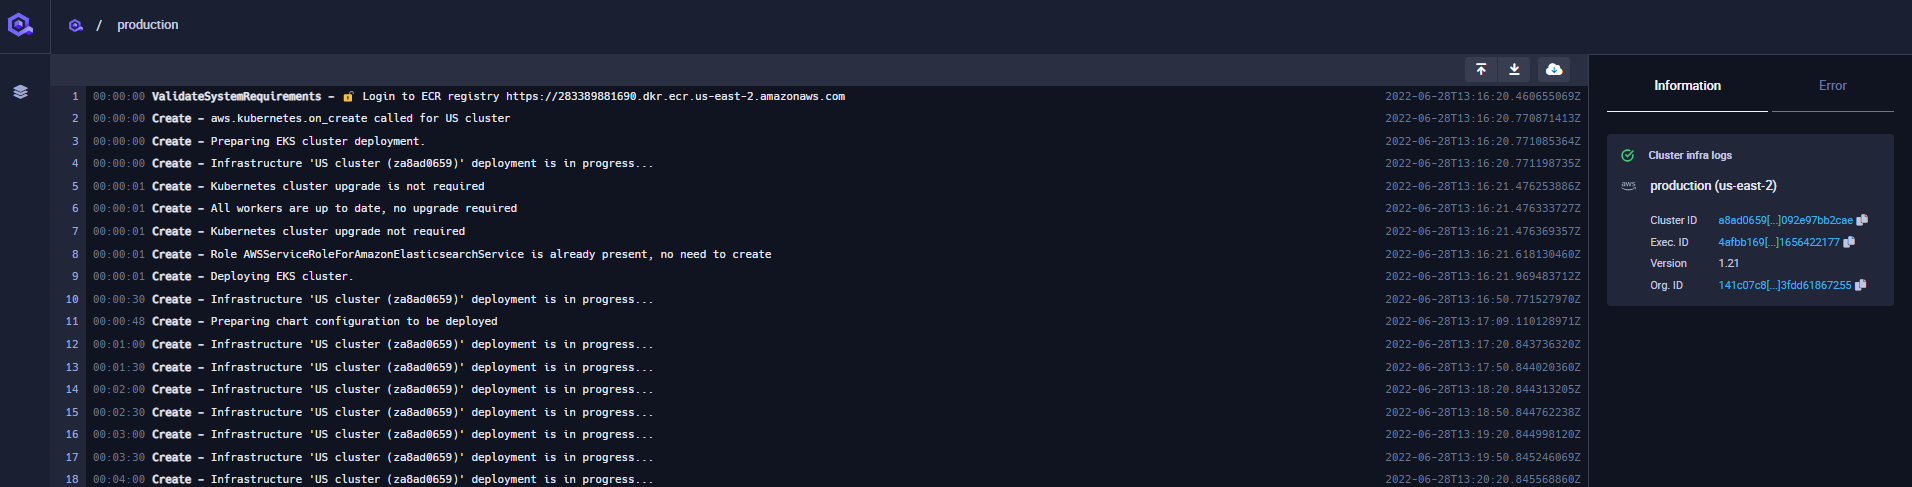 / production
1 00:00:00 ValidateSystemRequirements - 🔓 Login to ECR registry https://283389881690.dkr.ecr.us-east-2.amazonaws.com 2022-06-28T13:16:20.460655069Z
2 00:00:00 Create - aws.kubernetes.on_create called for US cluster 2022-06-28T13:16:20.770871413Z
3 00:00:00 Create - Preparing EKS cluster deployment. 2022-06-28T13:16:20.771085364Z
4 00:00:00 Create - Infrastructure 'US cluster (za8ad0659)' deployment is in progress... 2022-06-28T13:16:20.771198735Z
5 00:00:01 Create - Kubernetes cluster upgrade is not required 2022-06-28T13:16:21.476253886Z
6 00:00:01 Create - All workers are up to date, no upgrade required 2022-06-28T13:16:21.476333727Z
7 00:00:01 Create - Kubernetes cluster upgrade not required 2022-06-28T13:16:21.476369357Z
8 00:00:01 Create - Role AWSServiceRoleForAmazonElasticsearchService is already present, no need to create 2022-06-28T13:16:21.618130460Z
9 00:00:01 Create - Deploying EKS cluster. 2022-06-28T13:16:21.969483712Z
10 00:00:30 Create - Infrastructure 'US cluster (za8ad0659)' deployment is in progress... 2022-06-28T13:16:50.771527970Z
11 00:00:48 Create - Preparing chart configuration to be deployed 2022-06-28T13:17:09.110128971Z
12 00:01:00 Create - Infrastructure 'US cluster (za8ad0659)' deployment is in progress... 2022-06-28T13:17:20.843736320Z
13 00:01:30 Create - Infrastructure 'US cluster (za8ad0659)' deployment is in progress... 2022-06-28T13:17:50.844020360Z
14 00:02:00 Create - Infrastructure 'US cluster (za8ad0659)' deployment is in progress... 2022-06-28T13:18:20.844313205Z
15 00:02:30 Create - Infrastructure 'US cluster (za8ad0659)' deployment is in progress... 2022-06-28T13:18:50.844762238Z
16 00:03:00 Create - Infrastructure 'US cluster (za8ad0659)' deployment is in progress... 2022-06-28T13:19:20.844998120Z
17 00:03:30 Create - Infrastructure 'US cluster (za8ad0659)' deployment is in progress... 2022-06-28T13:19:50.845246069Z
18 00:04:00 Create - Infrastructure 'US cluster (za8ad0659)' deployment is in progress... 2022-06-28T13:20:20.845568860Z
Information Error
Cluster infra logs
aws production (us-east-2)
Cluster ID a8ad0659[...]092e97bb2cae
Exec. ID 4afbb169[...]1656422177
Version 1.21
Org. ID 141c07c8[...]3fdd61867255